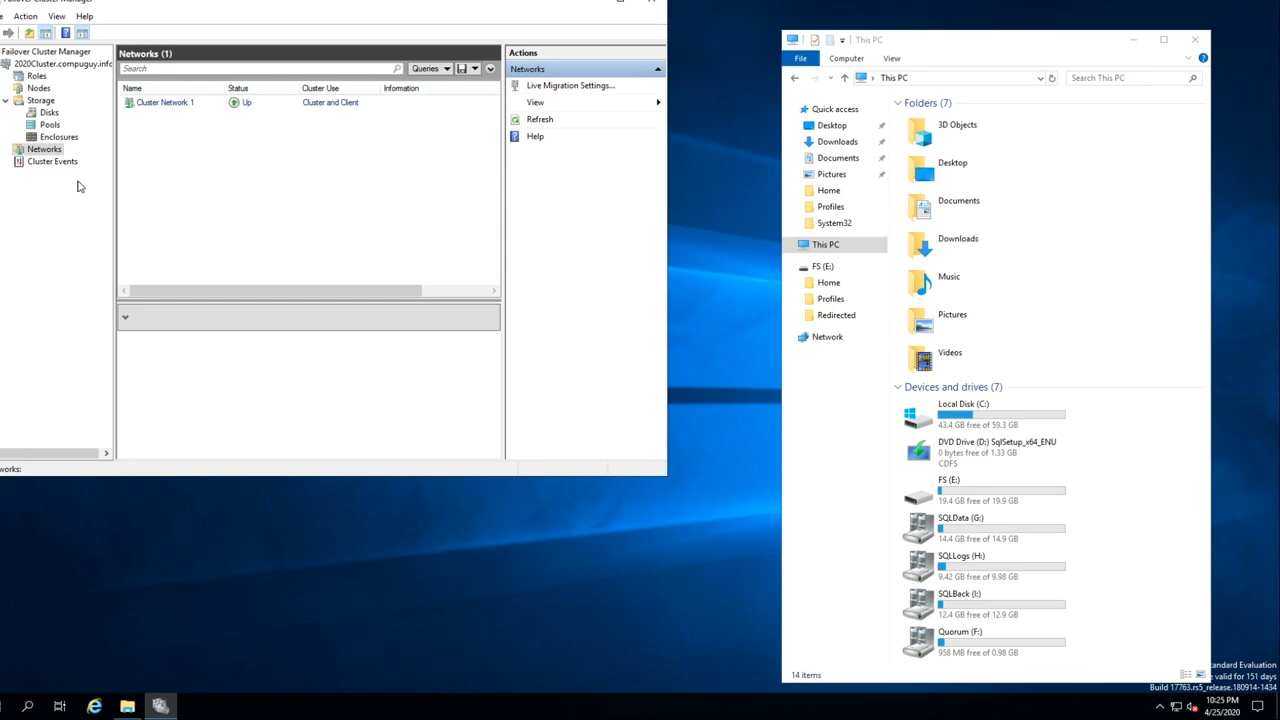 Failover Cluster Manager
Action View Help
Failover Cluster Manager
2020Cluster.compuguy.infc
Roles
Nodes
Storage
Disks
Pools
Enclosures
Networks
Cluster Events
Networks (1)
Search
Queries
Name Status Cluster Use Information
Cluster Network 1 Up Cluster and Client
Actions
Networks
Live Migration Settings...
View
Refresh
Help
works:
This PC
File Computer View
This PC
Search This PC
Quick access
Desktop
Downloads
Documents
Pictures
Home
Profiles
System32
This PC
FS (E:)
Home
Profiles
Redirected
Network
Folders (7)
3D Objects
Desktop
Documents
Downloads
Music
Pictures
Videos
Devices and drives (7)
Local Disk (C:)
43.4 GB free of 59.3 GB
DVD Drive (D:) SqlSetup_x64_ENU
0 bytes free of 1.33 GB
CDFS
FS (E:)
19.4 GB free of 19.9 GB
SQLData (G:)
14.4 GB free of 14.9 GB
SQLLogs (H:)
9.42 GB free of 9.98 GB
SQLBack (I:)
12.4 GB free of 12.9 GB
Quorum (F:)
958 MB free of 0.98 GB
14 items
tandard Evaluation
e valid for 151 days
Build 17763.rs5_release.180914-1434
10:25 PM
4/25/2020